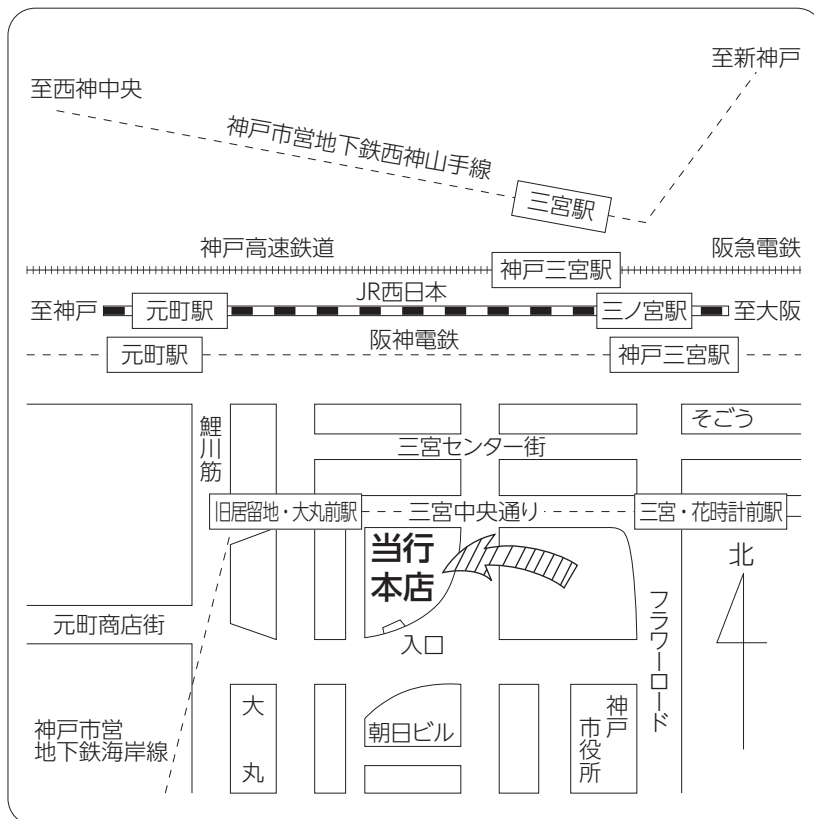 至新神戸
至西神中央
神戸市営地下鉄西神山手線
三宮駅
神戸高速鉄道
神戸三宮駅
阪急電鉄
JR西日本
至神戸
元町駅
三ノ宮駅
至大阪
阪神電鉄
元町駅
神戸三宮駅
鯉川筋
そごう
三宮センター街
旧居留地・大丸前駅
三宮中央通り
三宮・花時計前駅
当行
本店
北
入口
フラワーロード
元町商店街
神戸市営
地下鉄海岸線
大丸
朝日ビル
神戸
市役所